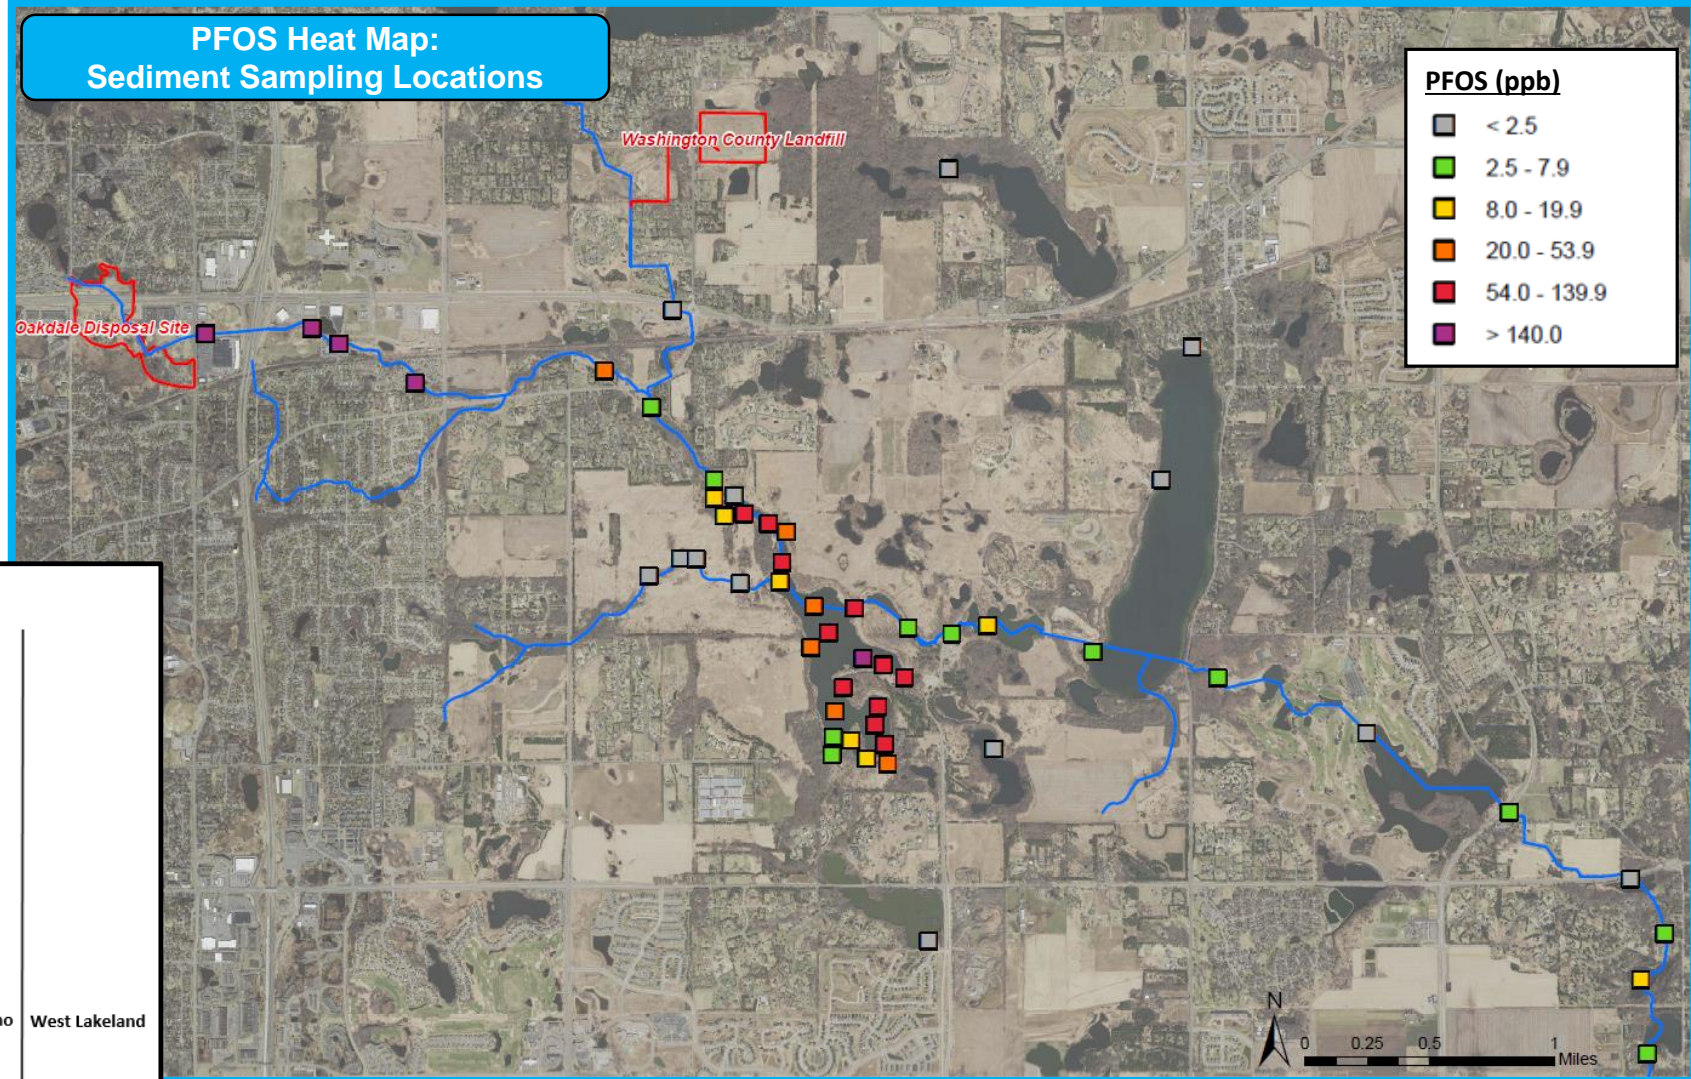 PFOS Heat Map:
Sediment Sampling Locations
PFOS (ppb)
< 2.5
2.5 - 7.9
8.0 - 19.9
20.0 - 53.9
54.0 - 139.9
> 140.0
Washington County Landfill
Oakdale Disposal Site
West Lakeland
N
0 0.25 0.5 1
Miles